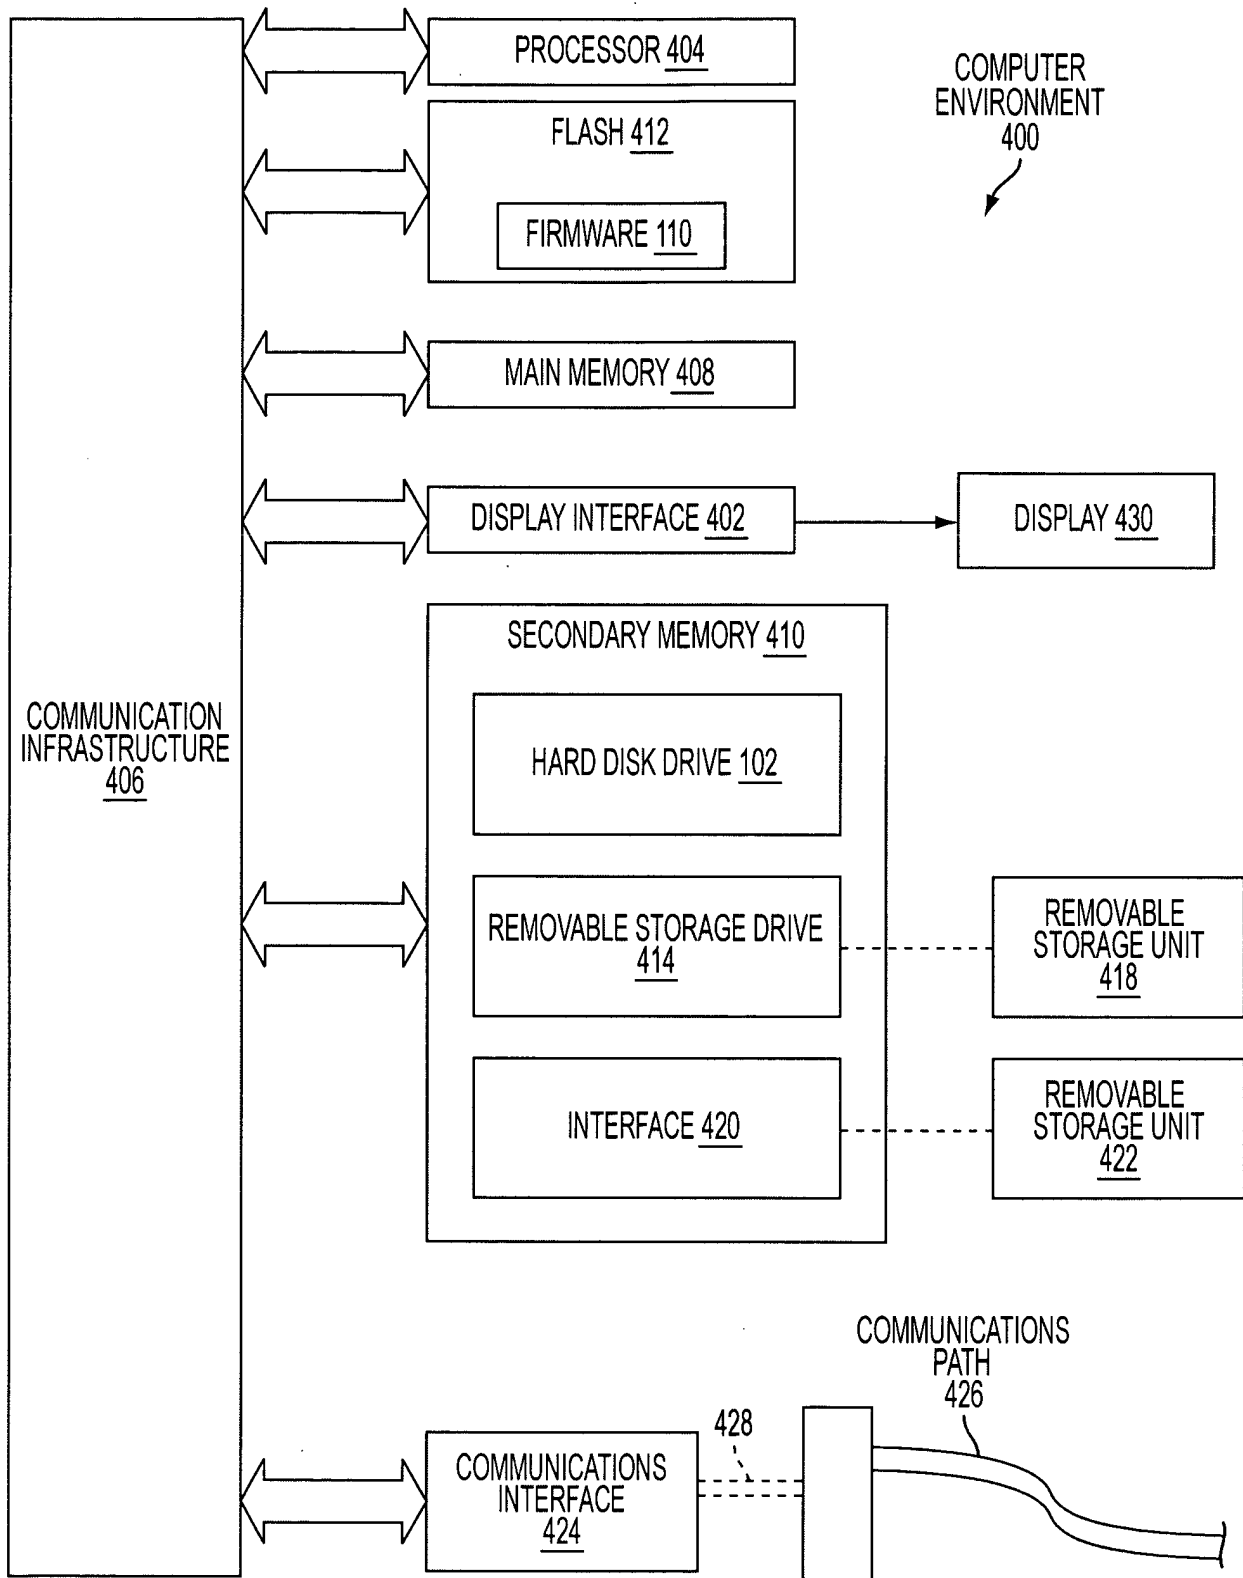 PROCESSOR 404
COMPUTER
ENVIRONMENT
400
FLASH 412
FIRMWARE 110
MAIN MEMORY 408
DISPLAY INTERFACE 402
DISPLAY 430
SECONDARY MEMORY 410
COMMUNICATION
INFRASTRUCTURE
406
HARD DISK DRIVE 102
REMOVABLE STORAGE DRIVE
414
REMOVABLE
STORAGE UNIT
418
INTERFACE 420
REMOVABLE
STORAGE UNIT
422
COMMUNICATIONS
PATH
426
428
COMMUNICATIONS
INTERFACE
424